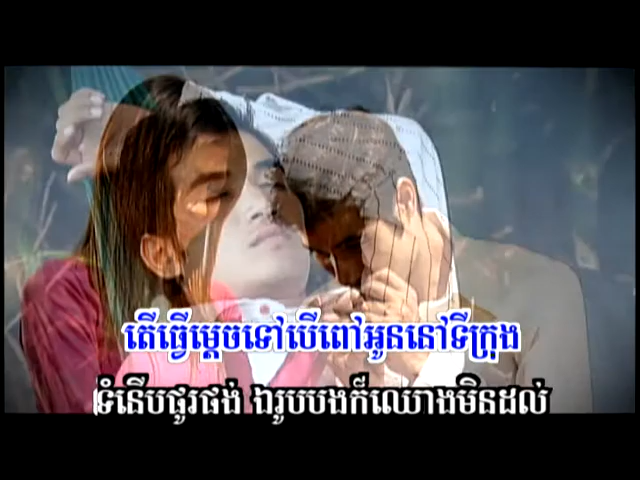 តើធ្វើម្ដេចទៅបើពៅអូននៅទីក្រុង
ទំនើបផូរផង់ ឯរូបបងក៏ឈោងមិនដល់